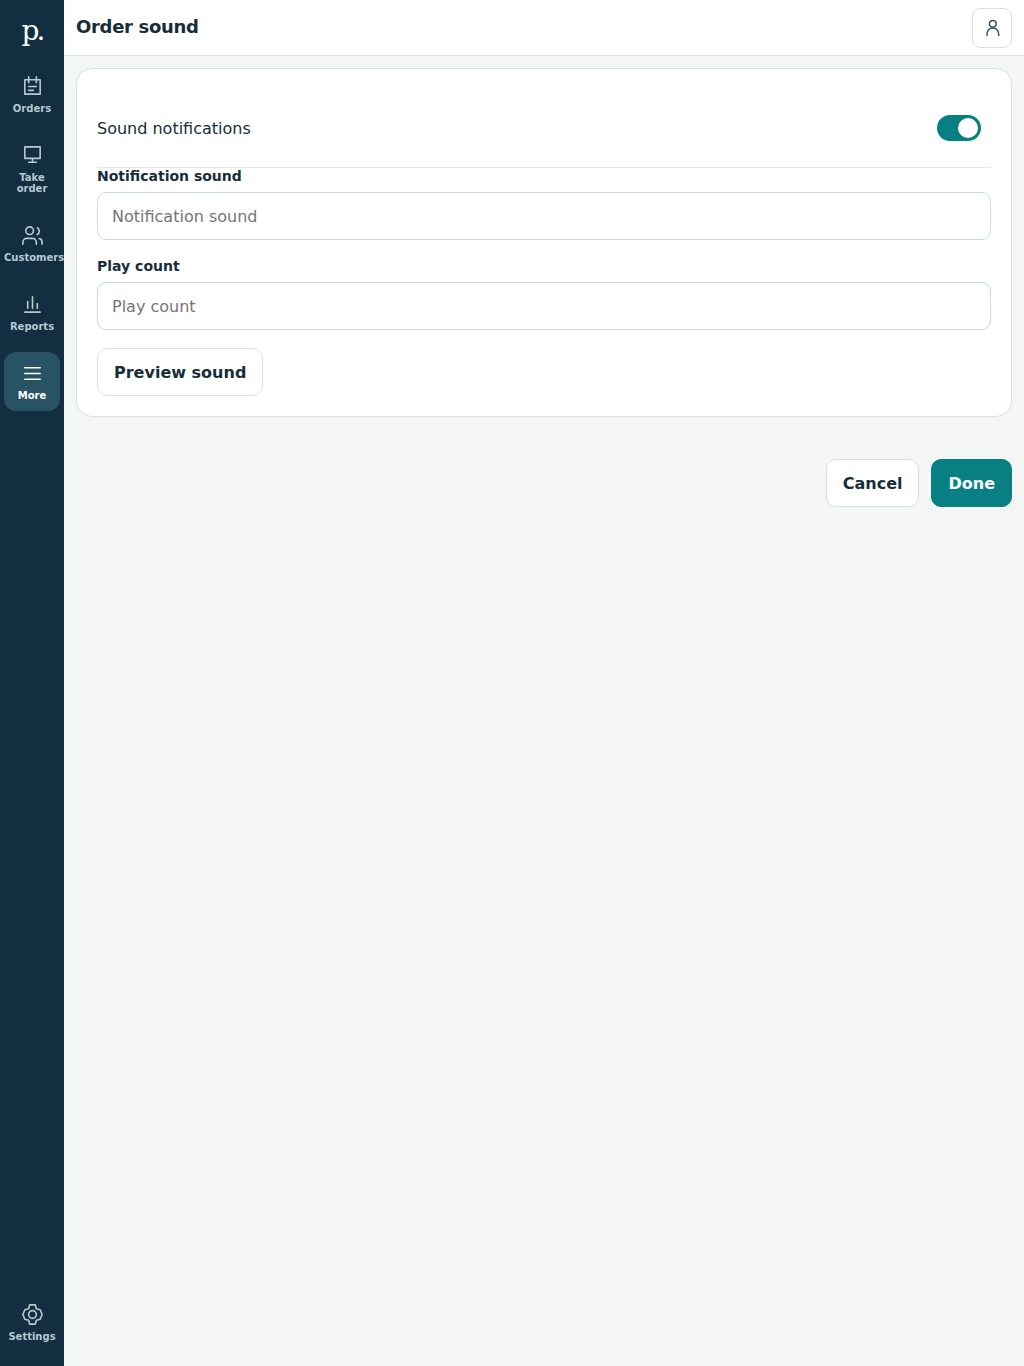 p.
Order sound
Orders
Take
order
Customers
Reports
More
Settings
Sound notifications
Notification sound
Notification sound
Play count
Play count
Preview sound
Cancel
Done